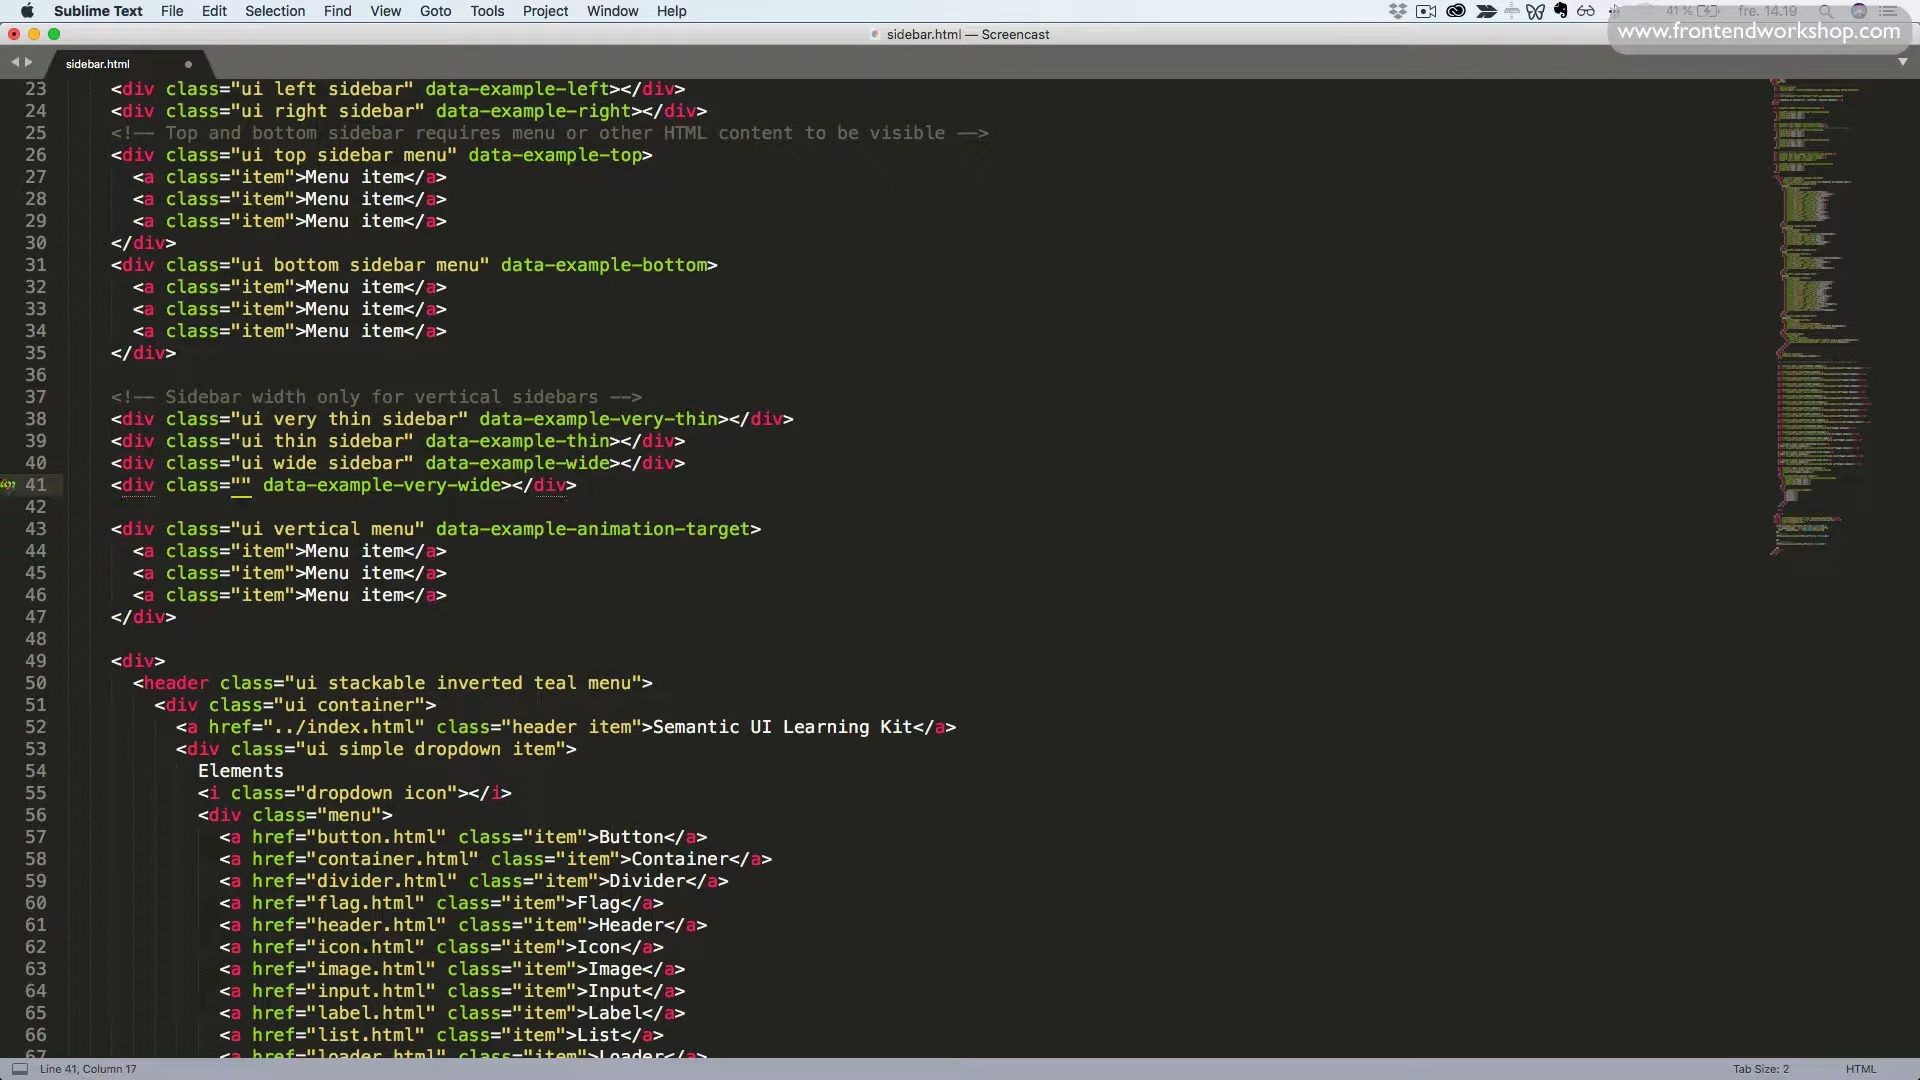 Sublime Text File Edit Selection Find View Goto Tools Project Window Help 41 % fre. 14.19
www.frontendworkshop.com
sidebar.html — Screencast
sidebar.html
23 <div class="ui left sidebar" data-example-left></div>
24 <div class="ui right sidebar" data-example-right></div>
25 <!-- Top and bottom sidebar requires menu or other HTML content to be visible -->
26 <div class="ui top sidebar menu" data-example-top>
27 <a class="item">Menu item</a>
28 <a class="item">Menu item</a>
29 <a class="item">Menu item</a>
30 </div>
31 <div class="ui bottom sidebar menu" data-example-bottom>
32 <a class="item">Menu item</a>
33 <a class="item">Menu item</a>
34 <a class="item">Menu item</a>
35 </div>
36
37 <!-- Sidebar width only for vertical sidebars -->
38 <div class="ui very thin sidebar" data-example-very-thin></div>
39 <div class="ui thin sidebar" data-example-thin></div>
40 <div class="ui wide sidebar" data-example-wide></div>
41 <div class="" data-example-very-wide></div>
42
43 <div class="ui vertical menu" data-example-animation-target>
44 <a class="item">Menu item</a>
45 <a class="item">Menu item</a>
46 <a class="item">Menu item</a>
47 </div>
48
49 <div>
50 <header class="ui stackable inverted teal menu">
51 <div class="ui container">
52 <a href="../index.html" class="header item">Semantic UI Learning Kit</a>
53 <div class="ui simple dropdown item">
54 Elements
55 <i class="dropdown icon"></i>
56 <div class="menu">
57 <a href="button.html" class="item">Button</a>
58 <a href="container.html" class="item">Container</a>
59 <a href="divider.html" class="item">Divider</a>
60 <a href="flag.html" class="item">Flag</a>
61 <a href="header.html" class="item">Header</a>
62 <a href="icon.html" class="item">Icon</a>
63 <a href="image.html" class="item">Image</a>
64 <a href="input.html" class="item">Input</a>
65 <a href="label.html" class="item">Label</a>
66 <a href="list.html" class="item">List</a>
67 <a href="loader.html" class="item">Loader</a>
Line 41, Column 17 Tab Size: 2 HTML